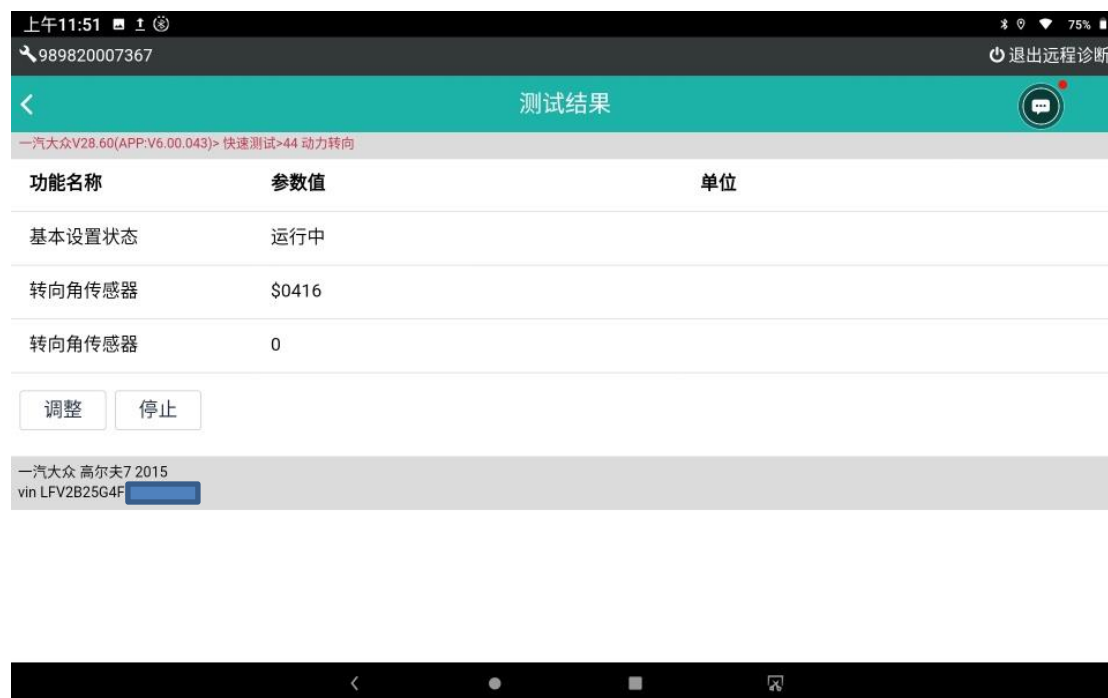 上午11:51 75%
989820007367 退出远程诊断
测试结果
一汽大众V28.60(APP:V6.00.043)> 快速测试>44 动力转向
功能名称 参数值 单位
基本设置状态 运行中
转向角传感器 $0416
转向角传感器 0
调整 停止
一汽大众 高尔夫7 2015
vin LFV2B25G4F